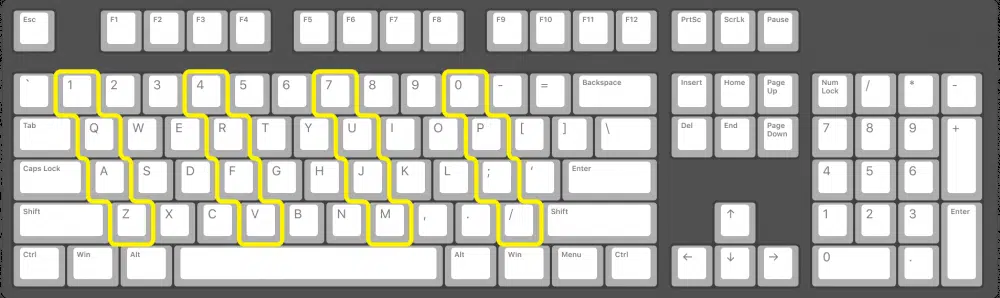 Esc F1 F2 F3 F4 F5 F6 F7 F8 F9 F10 F11 F12 PrtSc ScrLk Pause
` 1 2 3 4 5 6 7 8 9 0 - = Backspace Insert Home Page Up Num Lock / * -
Tab Q W E R T Y U I O P [ ] \ Del End Page Down 7 8 9 +
Caps Lock A S D F G H J K L ; ' Enter 4 5 6
Shift Z X C V B N M , . / Shift ↑ 1 2 3 Enter
Ctrl Win Alt Alt Win Menu Ctrl ← ↓ → 0 .